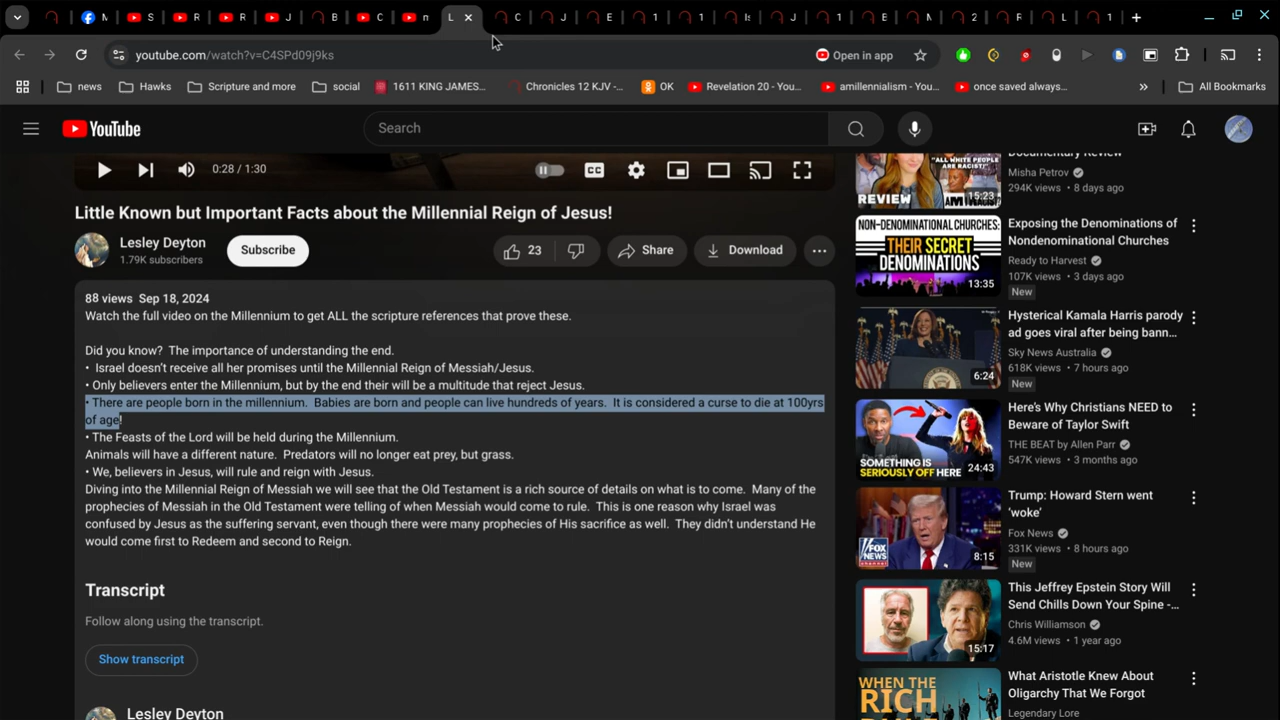 M
S
R
R
J
B
C
n
L
C
J
E
1
1
Is
J
1
B
M
2
R
L
1
youtube.com/watch?v=C4SPd09j9ks
Open in app
news
Hawks
Scripture and more
social
1611 KING JAMES...
Chronicles 12 KJV -...
OK
Revelation 20 - You...
amillennialism - You...
once saved always...
»
All Bookmarks
YouTube
Search
0:28 / 1:30
CC
Little Known but Important Facts about the Millennial Reign of Jesus!
Lesley Deyton
1.79K subscribers
Subscribe
23
Share
Download
88 views Sep 18, 2024
Watch the full video on the Millennium to get ALL the scripture references that prove these.
Did you know? The importance of understanding the end.
• Israel doesn't receive all her promises until the Millennial Reign of Messiah/Jesus.
• Only believers enter the Millennium, but by the end their will be a multitude that reject Jesus.
• There are people born in the millennium. Babies are born and people can live hundreds of years. It is considered a curse to die at 100yrs
of age!
• The Feasts of the Lord will be held during the Millennium.
Animals will have a different nature. Predators will no longer eat prey, but grass.
• We, believers in Jesus, will rule and reign with Jesus.
Diving into the Millennial Reign of Messiah we will see that the Old Testament is a rich source of details on what is to come. Many of the
prophecies of Messiah in the Old Testament were telling of when Messiah would come to rule. This is one reason why Israel was
confused by Jesus as the suffering servant, even though there were many prophecies of His sacrifice as well. They didn't understand He
would come first to Redeem and second to Reign.
Transcript
Follow along using the transcript.
Show transcript
Lesley Deyton
"ALL WHITE PEOPLE
ARE RACIST!"
REVIEW
15:23
Documentary Review
Misha Petrov
294K views • 8 days ago
NON-DENOMINATIONAL CHURCHES:
THEIR SECRET
DENOMINATIONS
13:35
Exposing the Denominations of
Nondenominational Churches
Ready to Harvest
107K views • 3 days ago
New
6:24
Hysterical Kamala Harris parody
ad goes viral after being bann...
Sky News Australia
618K views • 7 hours ago
New
SOMETHING IS
SERIOUSLY OFF HERE
24:43
Here's Why Christians NEED to
Beware of Taylor Swift
THE BEAT by Allen Parr
547K views • 3 months ago
FOX
NEWS
8:15
Trump: Howard Stern went
'woke'
Fox News
331K views • 8 hours ago
New
15:17
This Jeffrey Epstein Story Will
Send Chills Down Your Spine -...
Chris Williamson
4.6M views • 1 year ago
WHEN THE
RICH
What Aristotle Knew About
Oligarchy That We Forgot
Legendary Lore